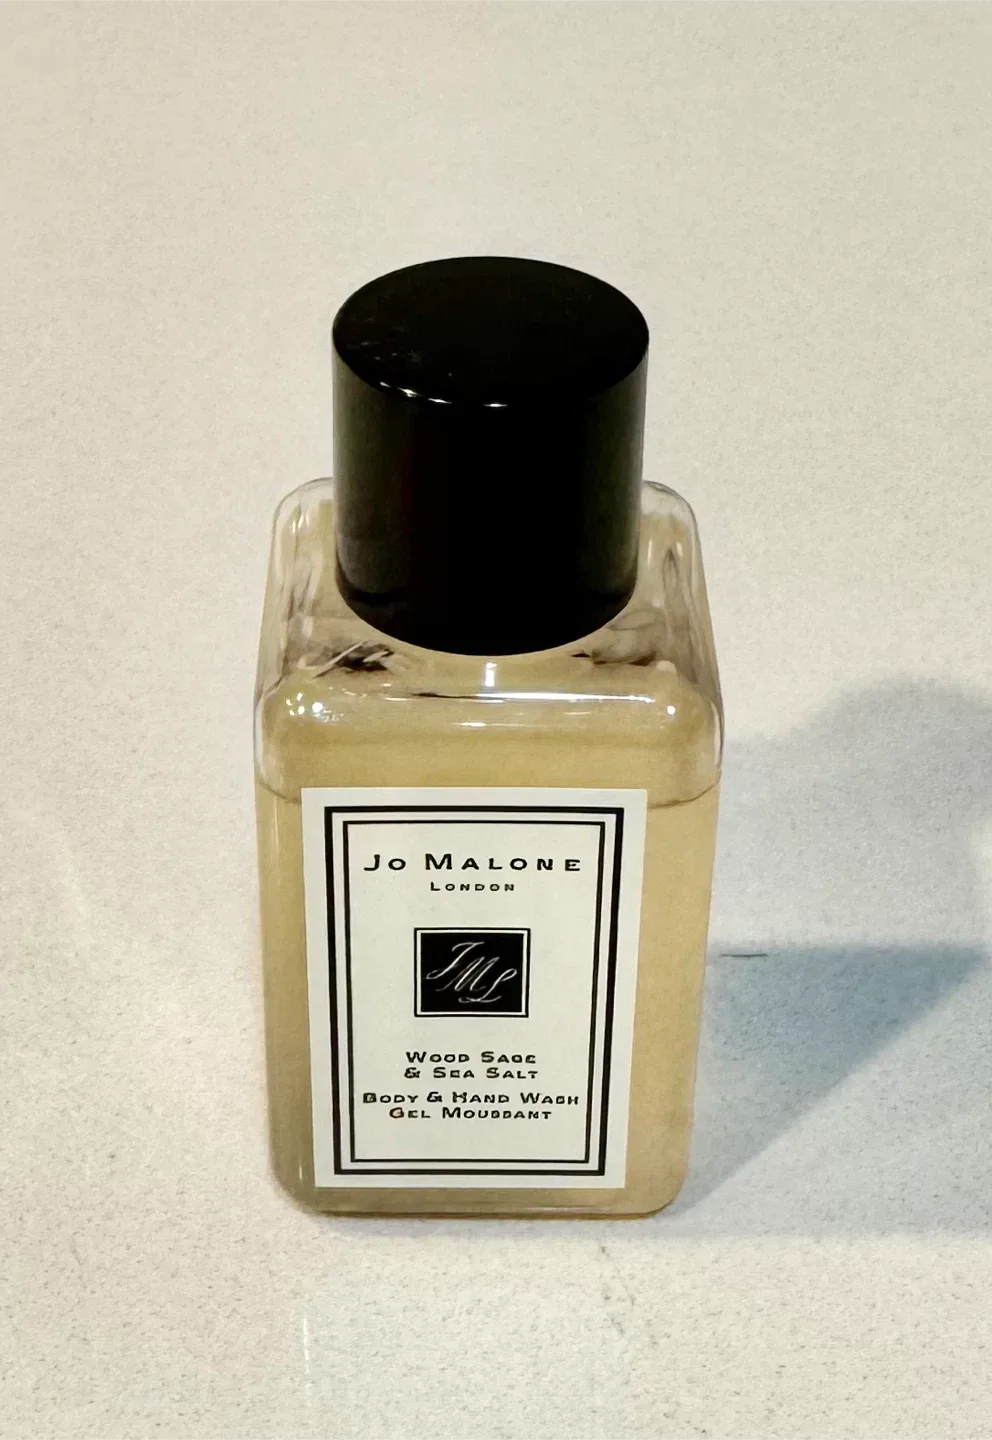 Jo Malone
London
JML
Wood Sage
& Sea Salt
Body & Hand Wash
Gel Moussant